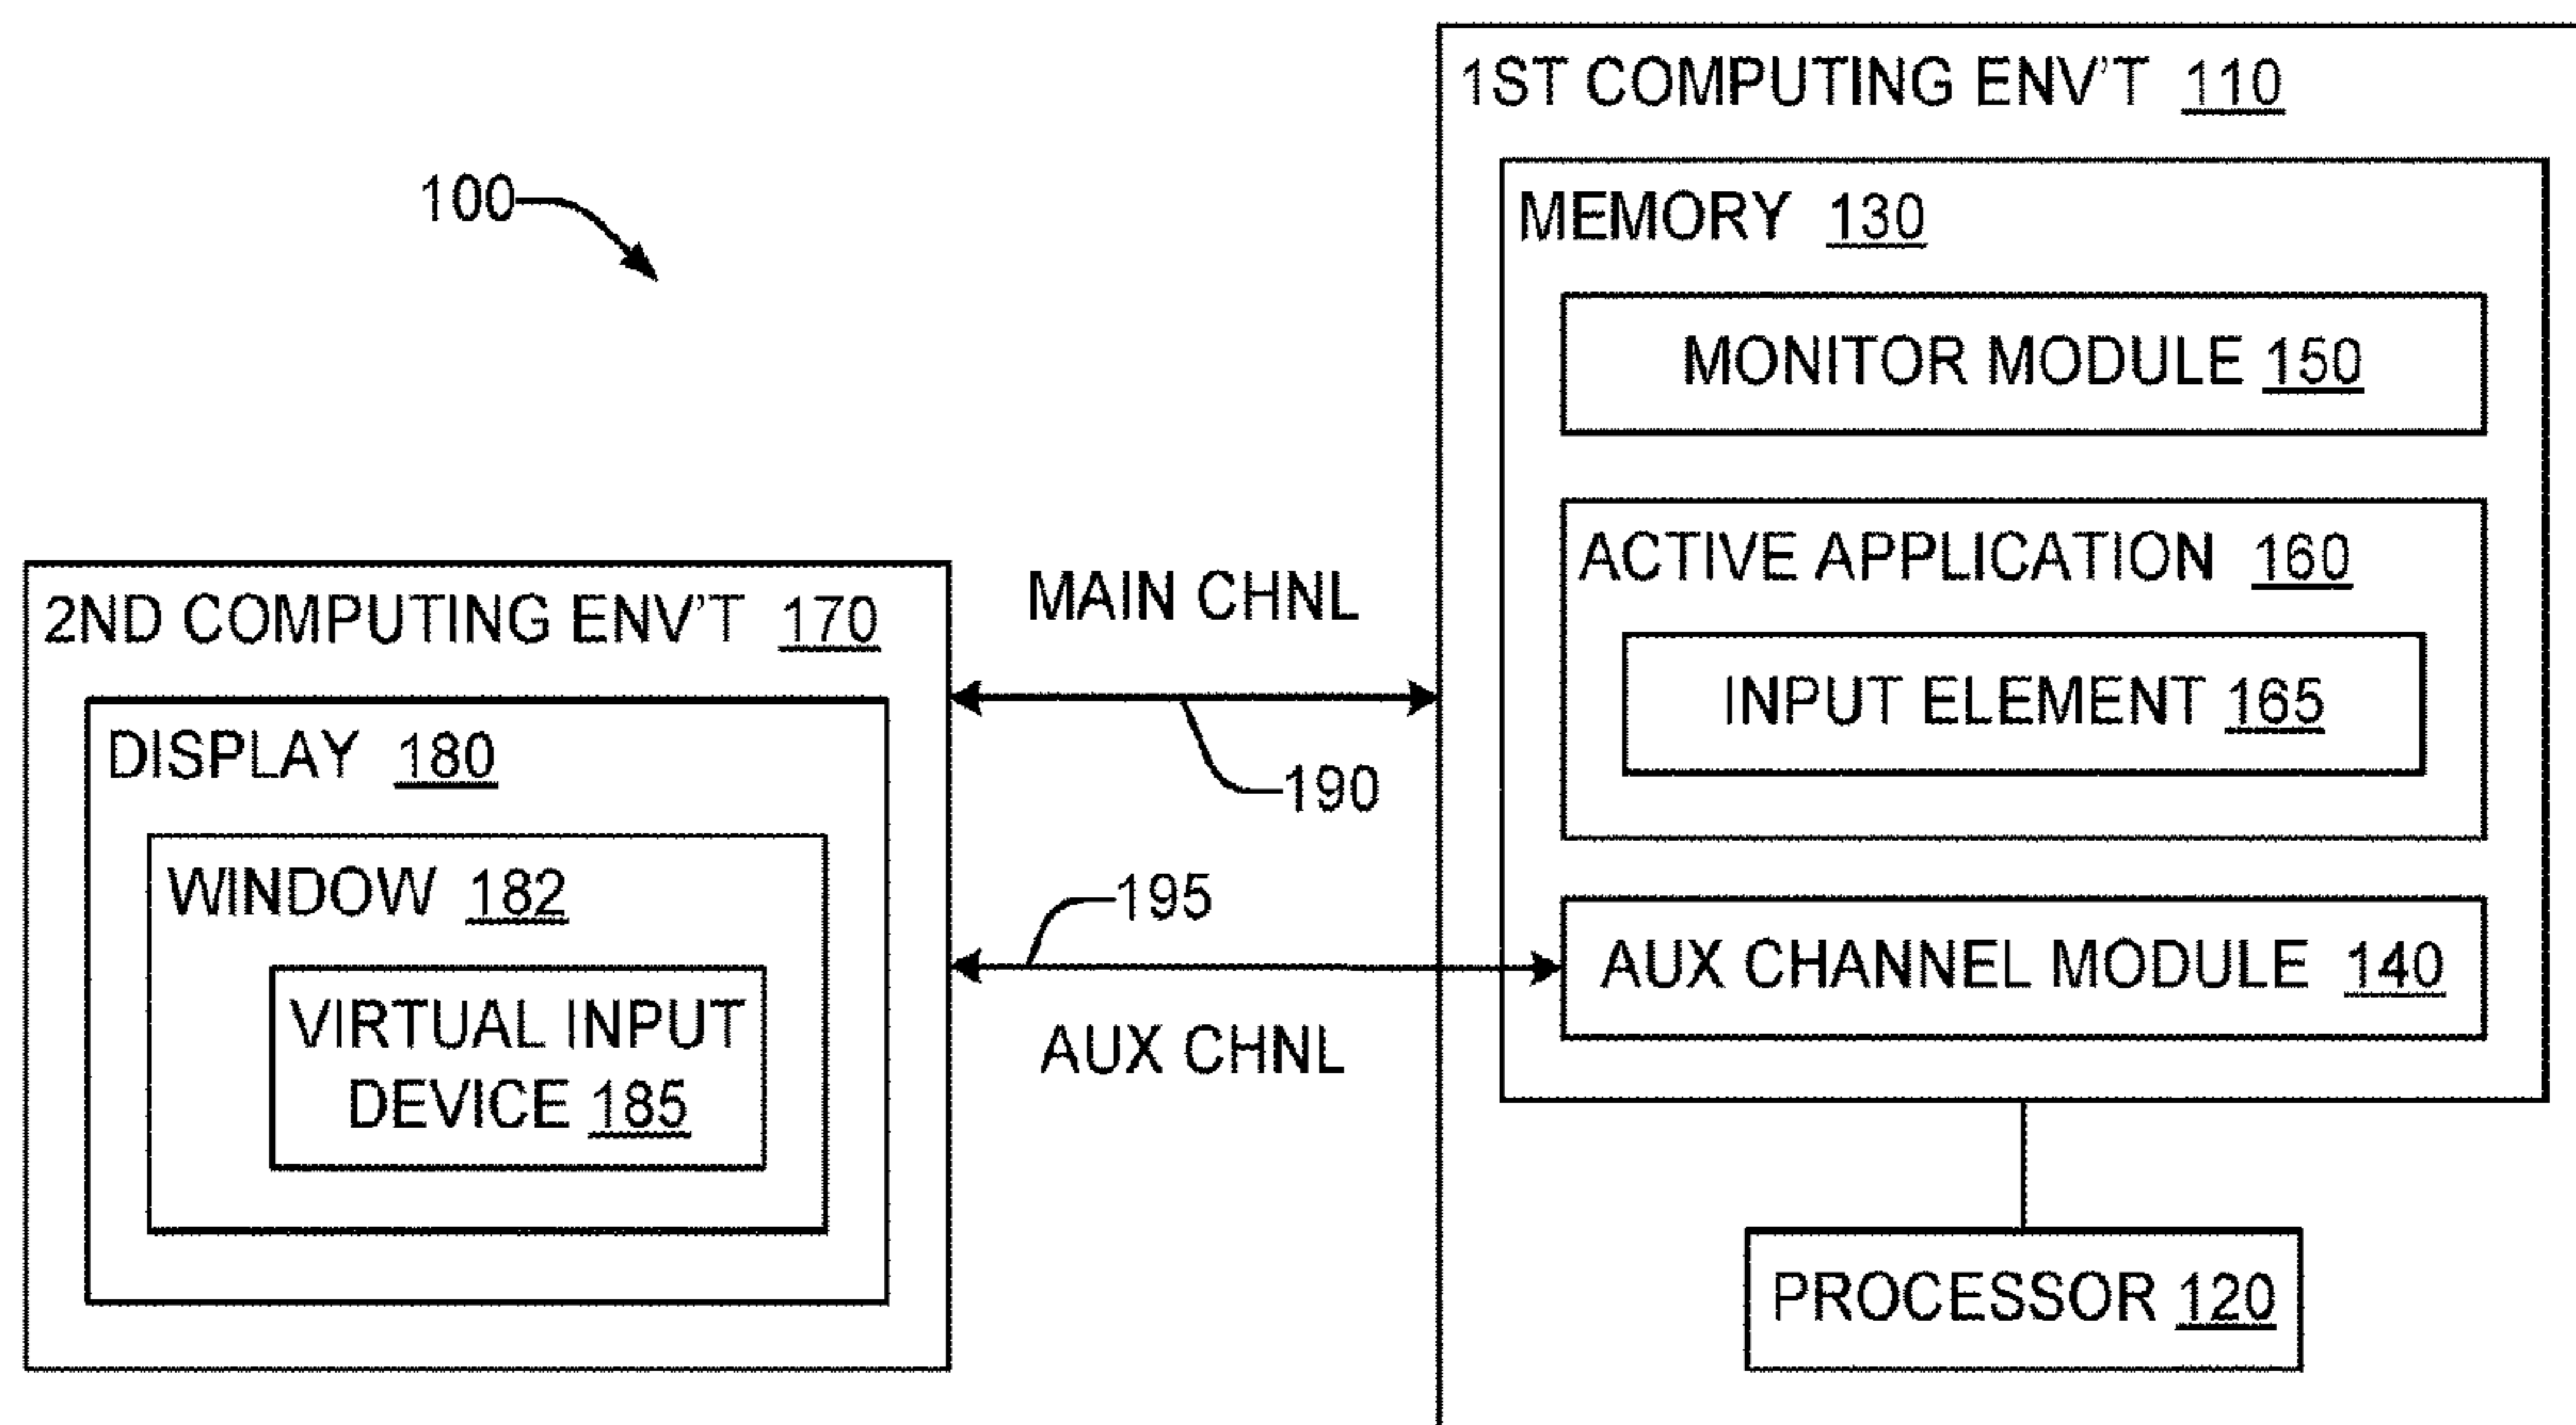 100
1ST COMPUTING ENV'T 110
MEMORY 130
MONITOR MODULE 150
ACTIVE APPLICATION 160
INPUT ELEMENT 165
AUX CHANNEL MODULE 140
PROCESSOR 120
MAIN CHNL
190
195
AUX CHNL
2ND COMPUTING ENV'T 170
DISPLAY 180
WINDOW 182
VIRTUAL INPUT
DEVICE 185